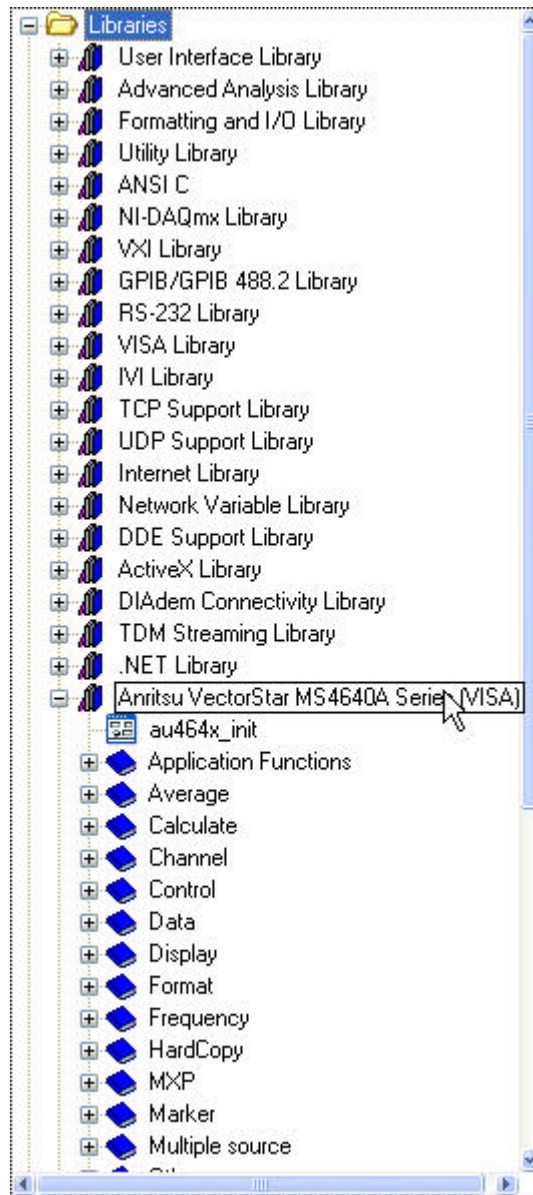 Libraries
User Interface Library
Advanced Analysis Library
Formatting and I/O Library
Utility Library
ANSI C
NI-DAQmx Library
VXI Library
GPIB/GPIB 488.2 Library
RS-232 Library
VISA Library
IVI Library
TCP Support Library
UDP Support Library
Internet Library
Network Variable Library
DDE Support Library
ActiveX Library
DIAdem Connectivity Library
TDM Streaming Library
.NET Library
Anritsu VectorStar MS4640A Series (VISA)
au464x_init
Application Functions
Average
Calculate
Channel
Control
Data
Display
Format
Frequency
HardCopy
MXP
Marker
Multiple source